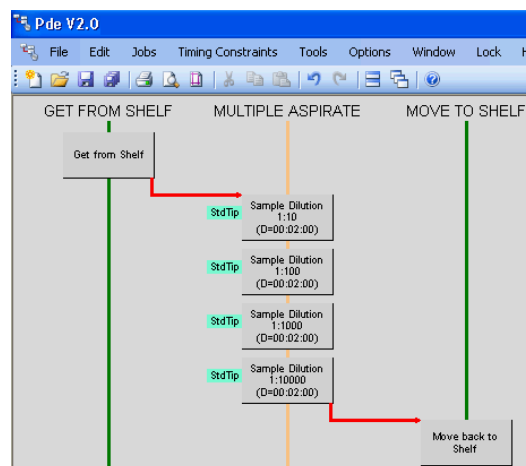 Pde V2.0
File Edit Jobs Timing Constraints Tools Options Window Lock
GET FROM SHELF MULTIPLE ASPIRATE MOVE TO SHELF
Get from Shelf
StdTip
Sample Dilution
1:10
(D=00:02:00)
StdTip
Sample Dilution
1:100
(D=00:02:00)
StdTip
Sample Dilution
1:1000
(D=00:02:00)
StdTip
Sample Dilution
1:10000
(D=00:02:00)
Move back to
Shelf